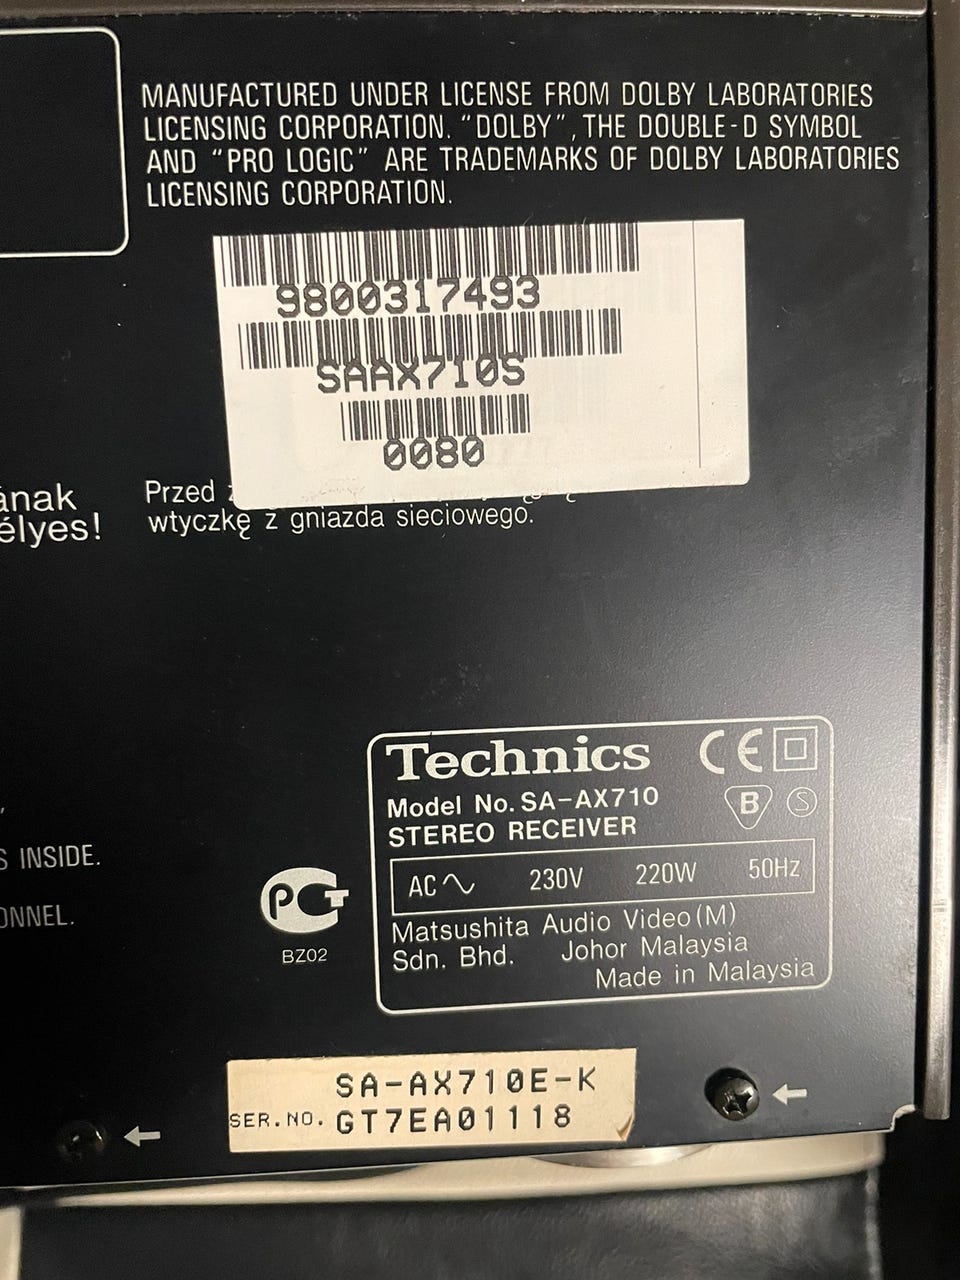 MANUFACTURED UNDER LICENSE FROM DOLBY LABORATORIES
LICENSING CORPORATION. “DOLBY”, THE DOUBLE-D SYMBOL
AND “PRO LOGIC” ARE TRADEMARKS OF DOLBY LABORATORIES
LICENSING CORPORATION.
9800317493
SAAX710S
0080
ának
élyes!
Przed
wtyczkę z gniazda sieciowego.
S INSIDE.
ONNEL.
Technics CE
Model No. SA-AX710 B S
STEREO RECEIVER
AC 230V 220W 50Hz
Matsushita Audio Video (M)
Sdn. Bhd. Johor Malaysia
Made in Malaysia
PCT
BZ02
SA-AX710E-K
SER.NO. GT7EA01118